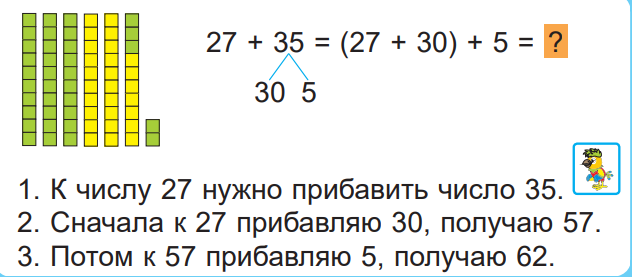 27 + 35 = (27 + 30) + 5 = ?
30 5
1. К числу 27 нужно прибавить число 35.
2. Сначала к 27 прибавляю 30, получаю 57.
3. Потом к 57 прибавляю 5, получаю 62.